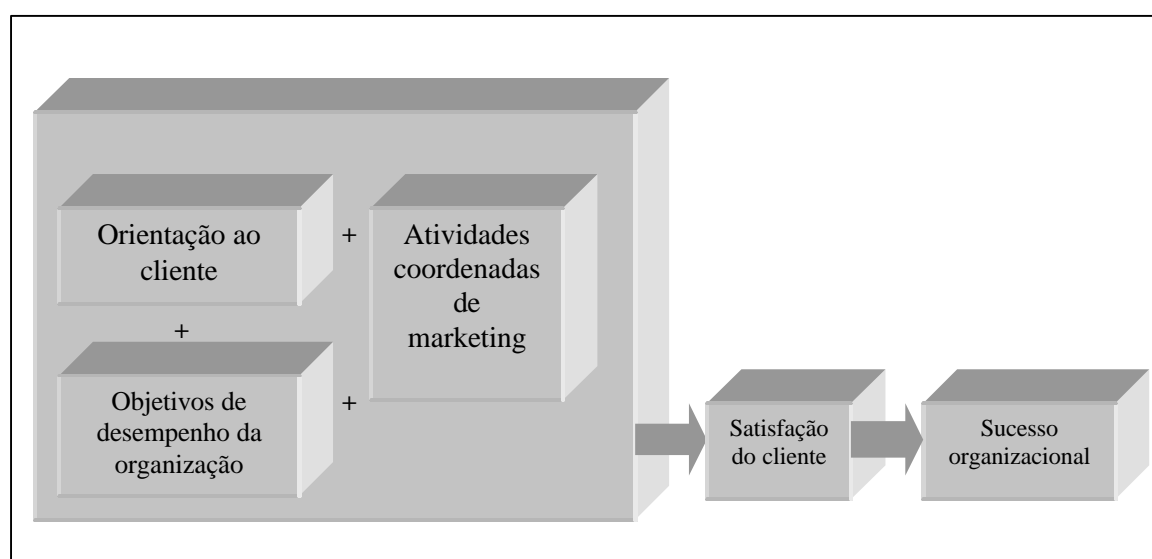 Orientação ao
cliente
+
Atividades
coordenadas
de
marketing
+
Objetivos de
desempenho da
organização
+
Satisfação
do cliente
Sucesso
organizacional